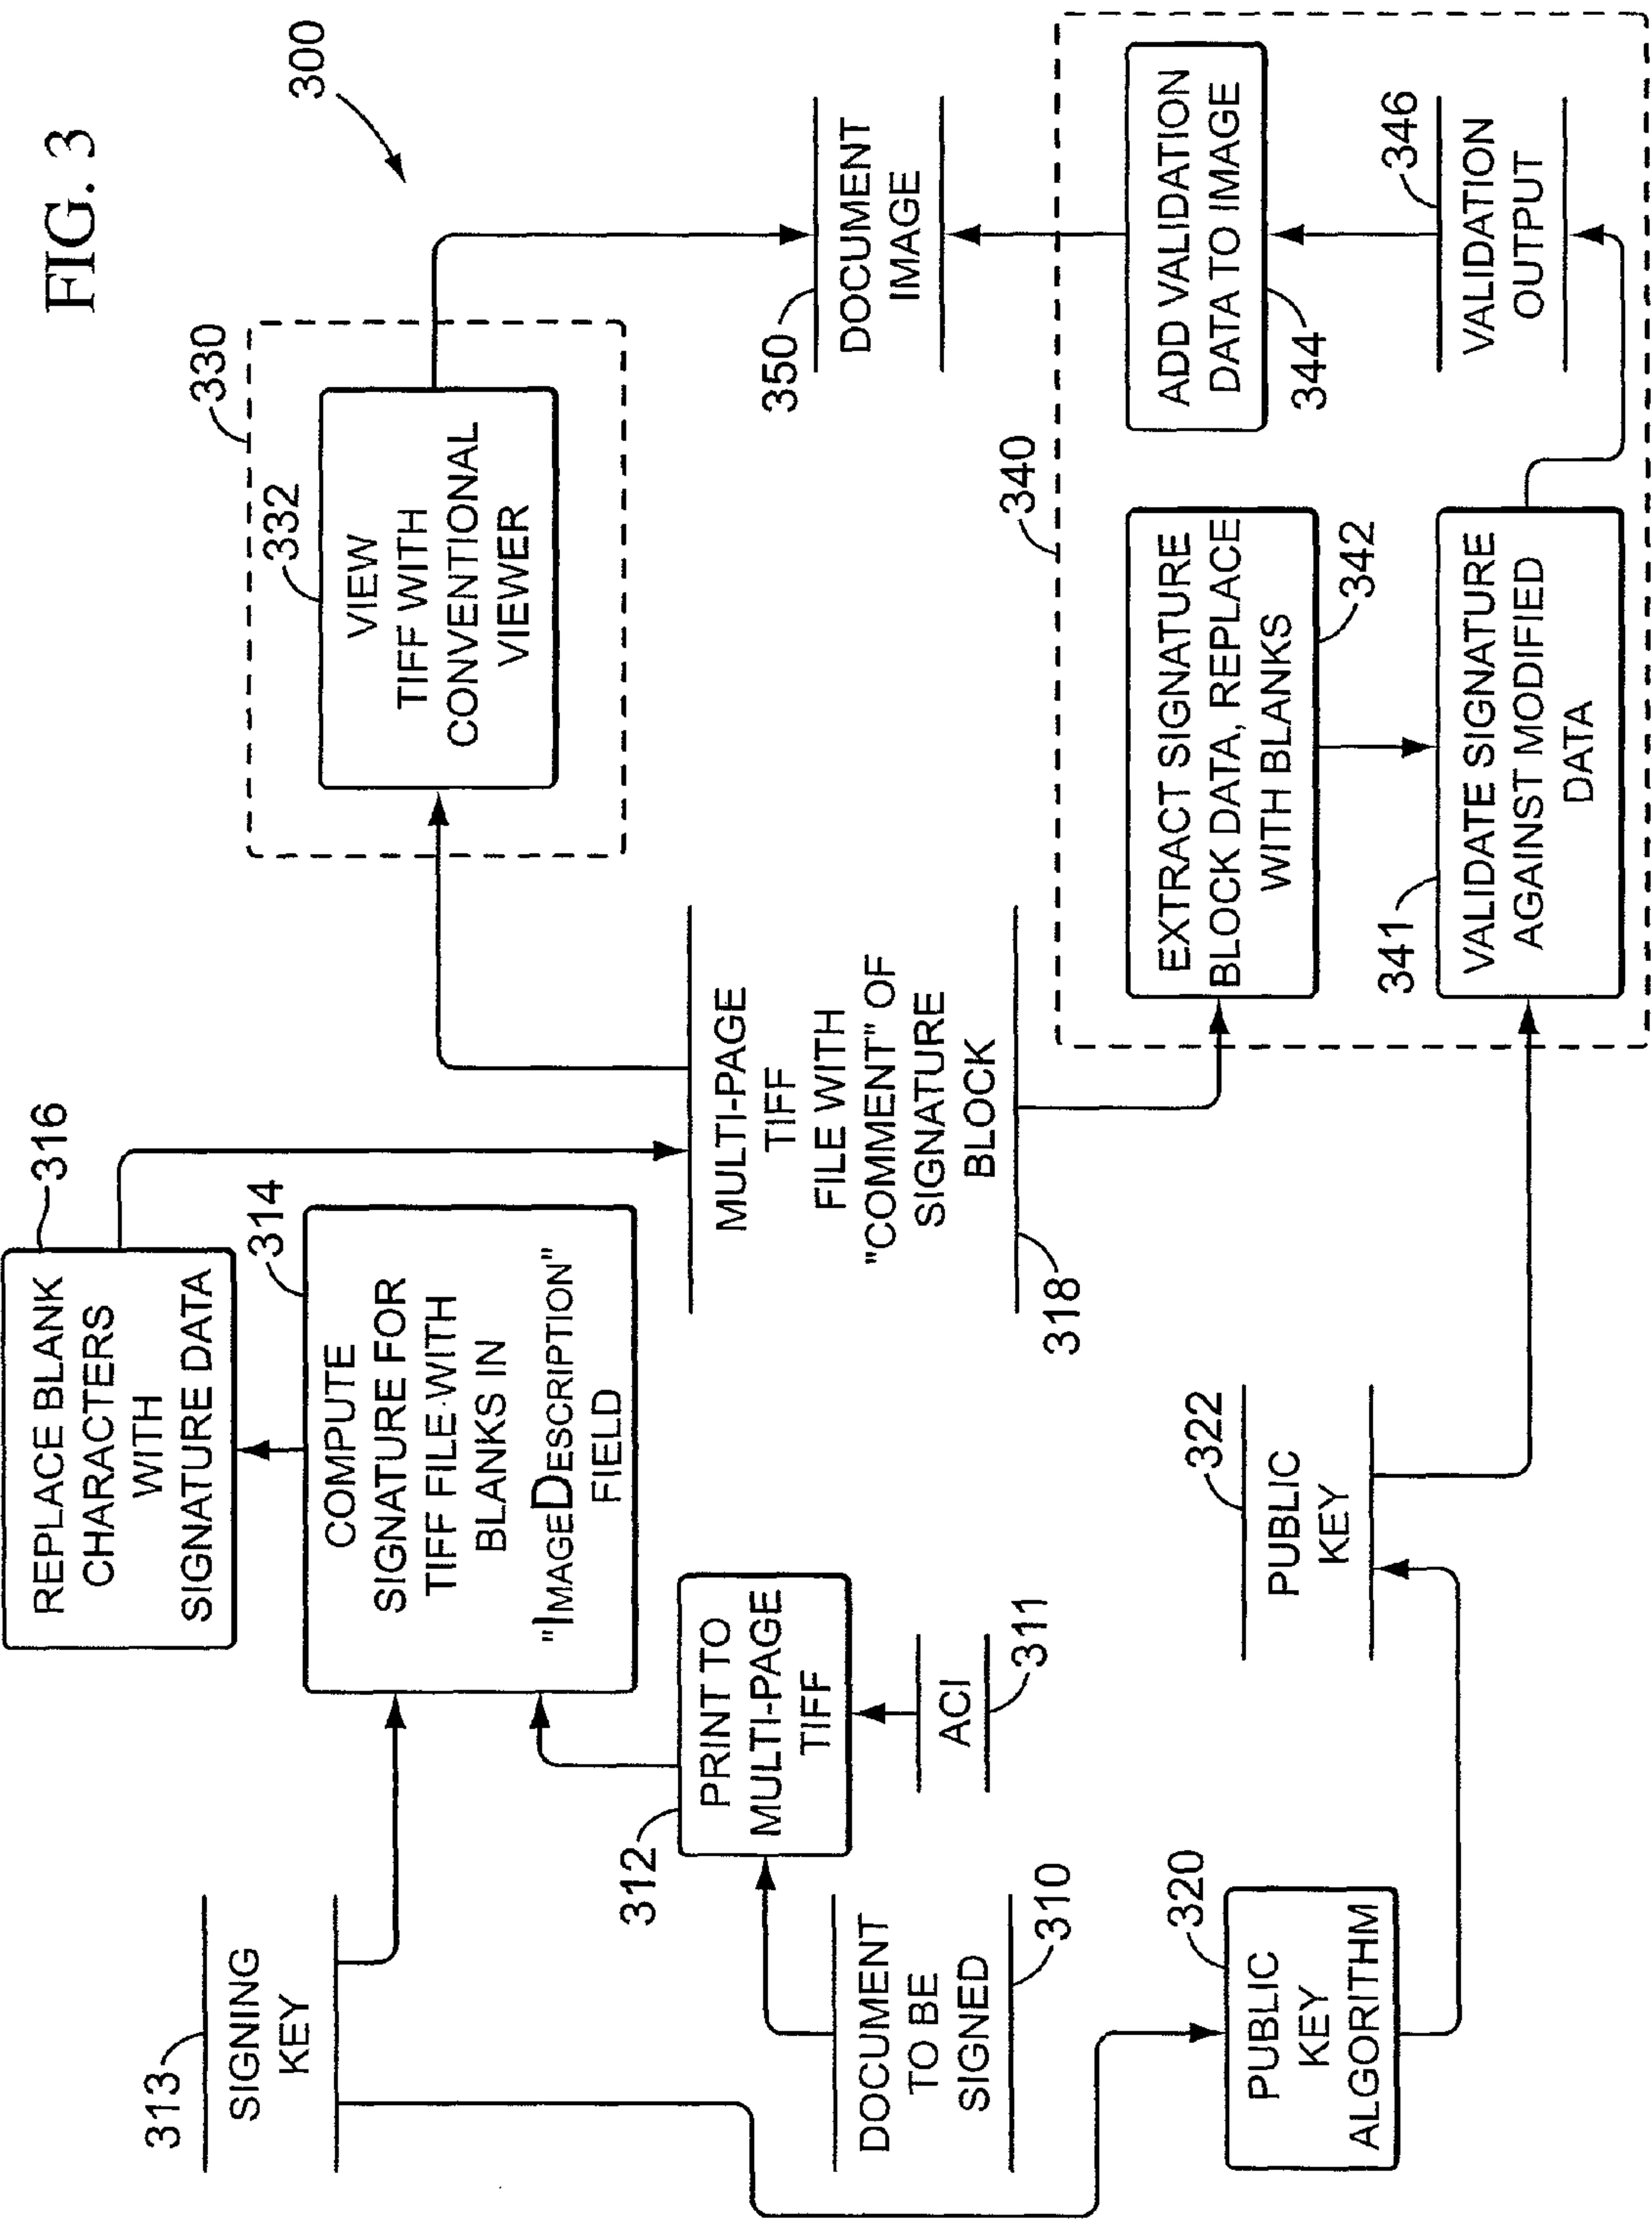 FIG. 3
300
316
REPLACE BLANK
CHARACTERS
WITH
SIGNATURE DATA
314
COMPUTE
SIGNATURE FOR
TIFF FILE WITH
BLANKS IN
"IMAGEDESCRIPTION"
FIELD
313
SIGNING
KEY
312
PRINT TO
MULTI-PAGE
TIFF
ACI
311
DOCUMENT
TO BE
SIGNED
310
320
PUBLIC
KEY
ALGORITHM
322
PUBLIC
KEY
MULTI-PAGE
TIFF
FILE WITH
"COMMENT" OF
SIGNATURE
BLOCK
318
330
332
VIEW
TIFF WITH
CONVENTIONAL
VIEWER
350
DOCUMENT
IMAGE
340
EXTRACT SIGNATURE
BLOCK DATA, REPLACE
WITH BLANKS
342
341
VALIDATE SIGNATURE
AGAINST MODIFIED
DATA
ADD VALIDATION
DATA TO IMAGE
344
346
VALIDATION
OUTPUT